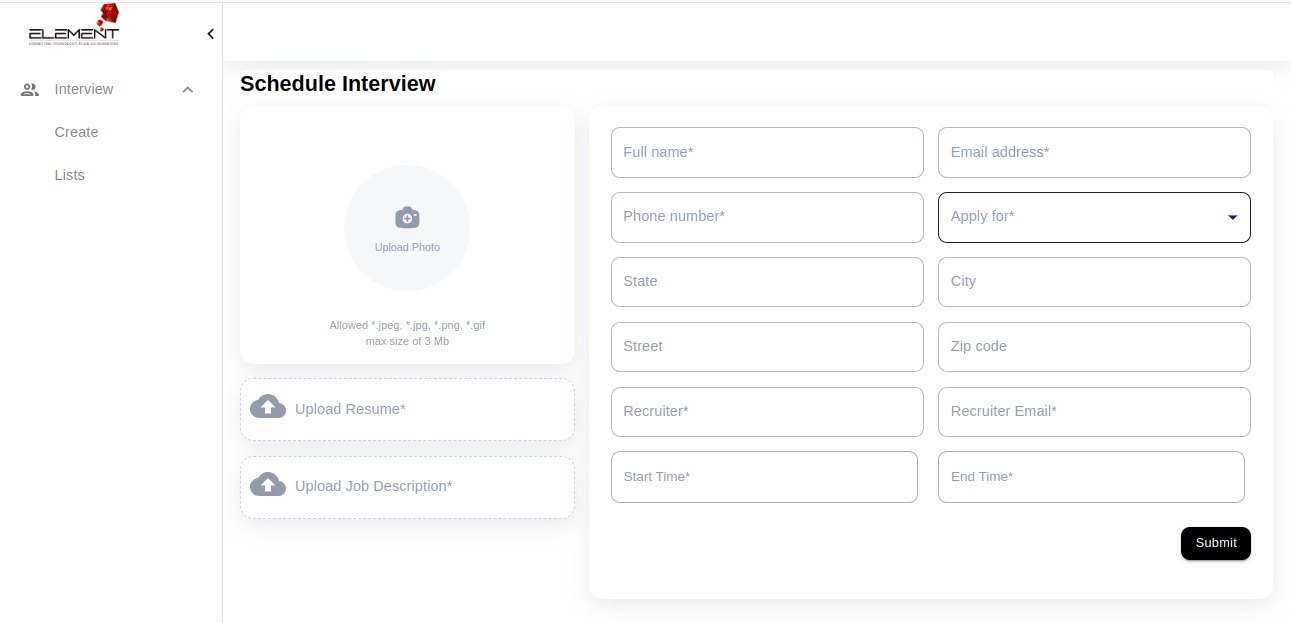 ELEMENT
Schedule Interview
Interview
Create
Lists
Upload Photo
Allowed *.jpeg, *.jpg, *.png, *.gif
max size of 3 Mb
Upload Resume*
Upload Job Description*
Full name*
Email address*
Phone number*
Apply for*
State
City
Street
Zip code
Recruiter*
Recruiter Email*
Start Time*
End Time*
Submit